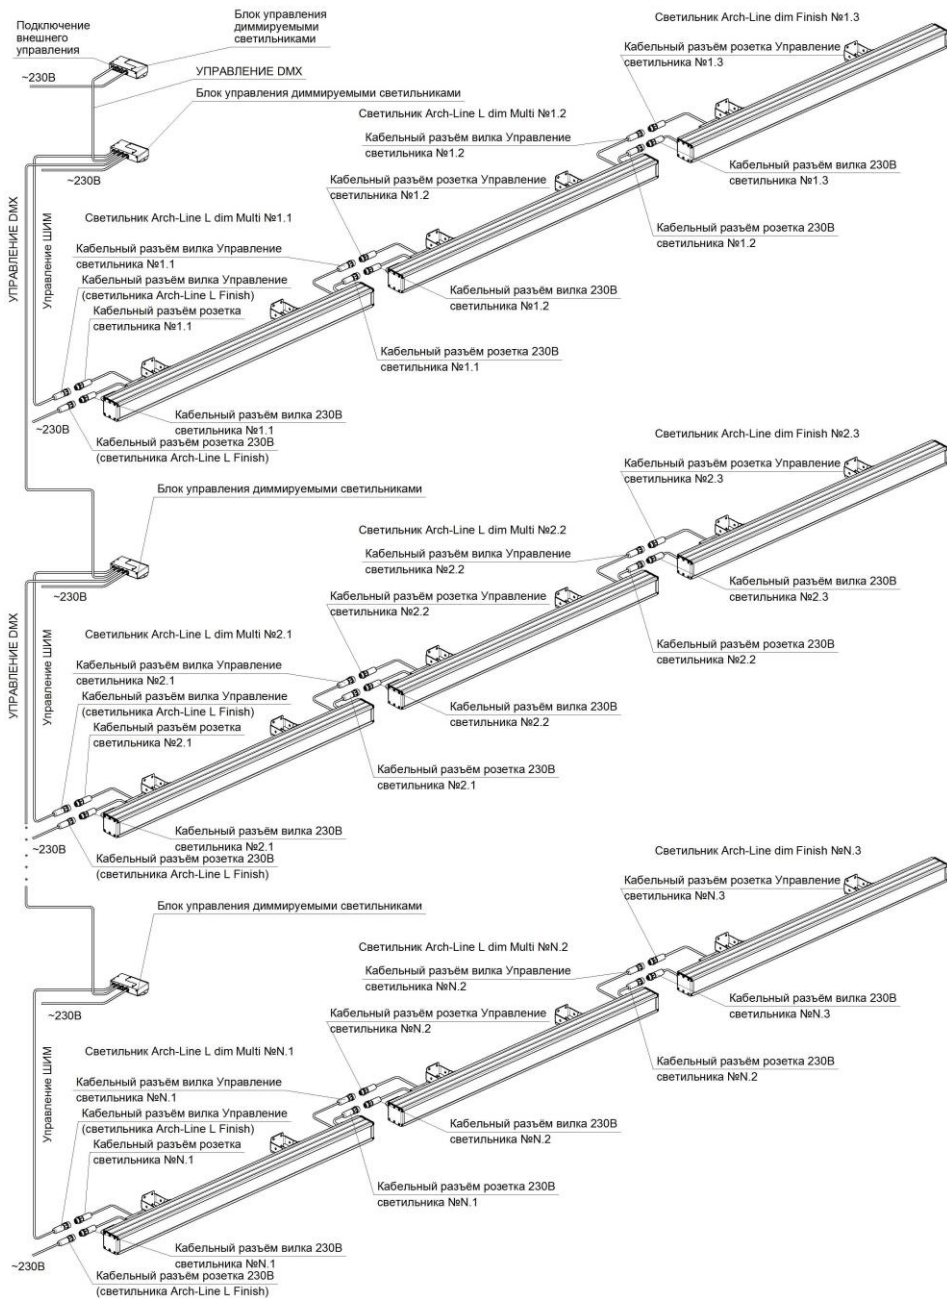 Подключение
внешнего
управления
Блок управления
диммируемыми
светильниками
~230В
УПРАВЛЕНИЕ DMX
Блок управления диммируемыми светильниками
~230В
УПРАВЛЕНИЕ DMX
Управление ШИМ
Светильник Arch-Line dim Finish №1.3
Кабельный разъём розетка Управление
светильника №1.3
Светильник Arch-Line L dim Multi №1.2
Кабельный разъём вилка Управление
светильника №1.2
Кабельный разъём вилка 230В
светильника №1.3
Кабельный разъём розетка Управление
светильника №1.2
Кабельный разъём розетка 230В
светильника №1.2
Светильник Arch-Line L dim Multi №1.1
Кабельный разъём вилка Управление
светильника №1.1
Кабельный разъём вилка Управление
(светильника Arch-Line L Finish)
Кабельный разъём розетка
светильника №1.1
Кабельный разъём вилка 230В
светильника №1.2
Кабельный разъём розетка 230В
светильника №1.1
Кабельный разъём вилка 230В
светильника №1.1
~230В
Кабельный разъём розетка 230В
(светильника Arch-Line L Finish)
Светильник Arch-Line dim Finish №2.3
Кабельный разъём розетка Управление
светильника №2.3
Блок управления диммируемыми светильниками
~230В
УПРАВЛЕНИЕ DMX
Управление ШИМ
Светильник Arch-Line L dim Multi №2.2
Кабельный разъём вилка Управление
светильника №2.2
Кабельный разъём вилка 230В
светильника №2.3
Кабельный разъём розетка Управление
светильника №2.2
Кабельный разъём розетка 230В
светильника №2.2
Светильник Arch-Line L dim Multi №2.1
Кабельный разъём вилка Управление
светильника №2.1
Кабельный разъём вилка Управление
(светильника Arch-Line L Finish)
Кабельный разъём розетка
светильника №2.1
Кабельный разъём вилка 230В
светильника №2.2
Кабельный разъём розетка 230В
светильника №2.1
Кабельный разъём вилка 230В
светильника №2.1
~230В
Кабельный разъём розетка 230В
(светильника Arch-Line L Finish)
Светильник Arch-Line dim Finish №N.3
Кабельный разъём розетка Управление
светильника №N.3
Блок управления диммируемыми светильниками
~230В
Управление ШИМ
Светильник Arch-Line L dim Multi №N.2
Кабельный разъём вилка Управление
светильника №N.2
Кабельный разъём вилка 230В
светильника №N.3
Кабельный разъём розетка Управление
светильника №N.2
Кабельный разъём розетка 230В
светильника №N.2
Светильник Arch-Line L dim Multi №N.1
Кабельный разъём вилка Управление
светильника №N.1
Кабельный разъём вилка Управление
(светильника Arch-Line L Finish)
Кабельный разъём розетка
светильника №N.1
Кабельный разъём вилка 230В
светильника №N.2
Кабельный разъём розетка 230В
светильника №N.1
Кабельный разъём вилка 230В
светильника №N.1
~230В
Кабельный разъём розетка 230В
(светильника Arch-Line L Finish)